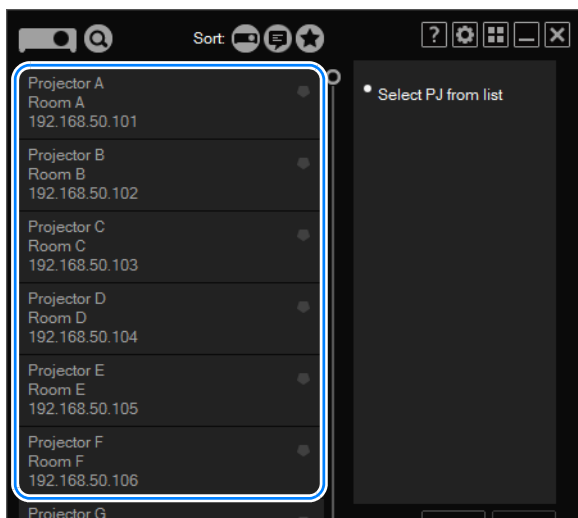 Sort:
?
Projector A
Room A
192.168.50.101
Projector B
Room B
192.168.50.102
Projector C
Room C
192.168.50.103
Projector D
Room D
192.168.50.104
Projector E
Room E
192.168.50.105
Projector F
Room F
192.168.50.106
Projector G
Select PJ from list